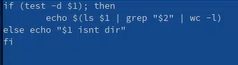 if (test -d $1); then
echo $(ls $1 | grep "$2" | wc -l)
else echo "$1 isnt dir"
fi